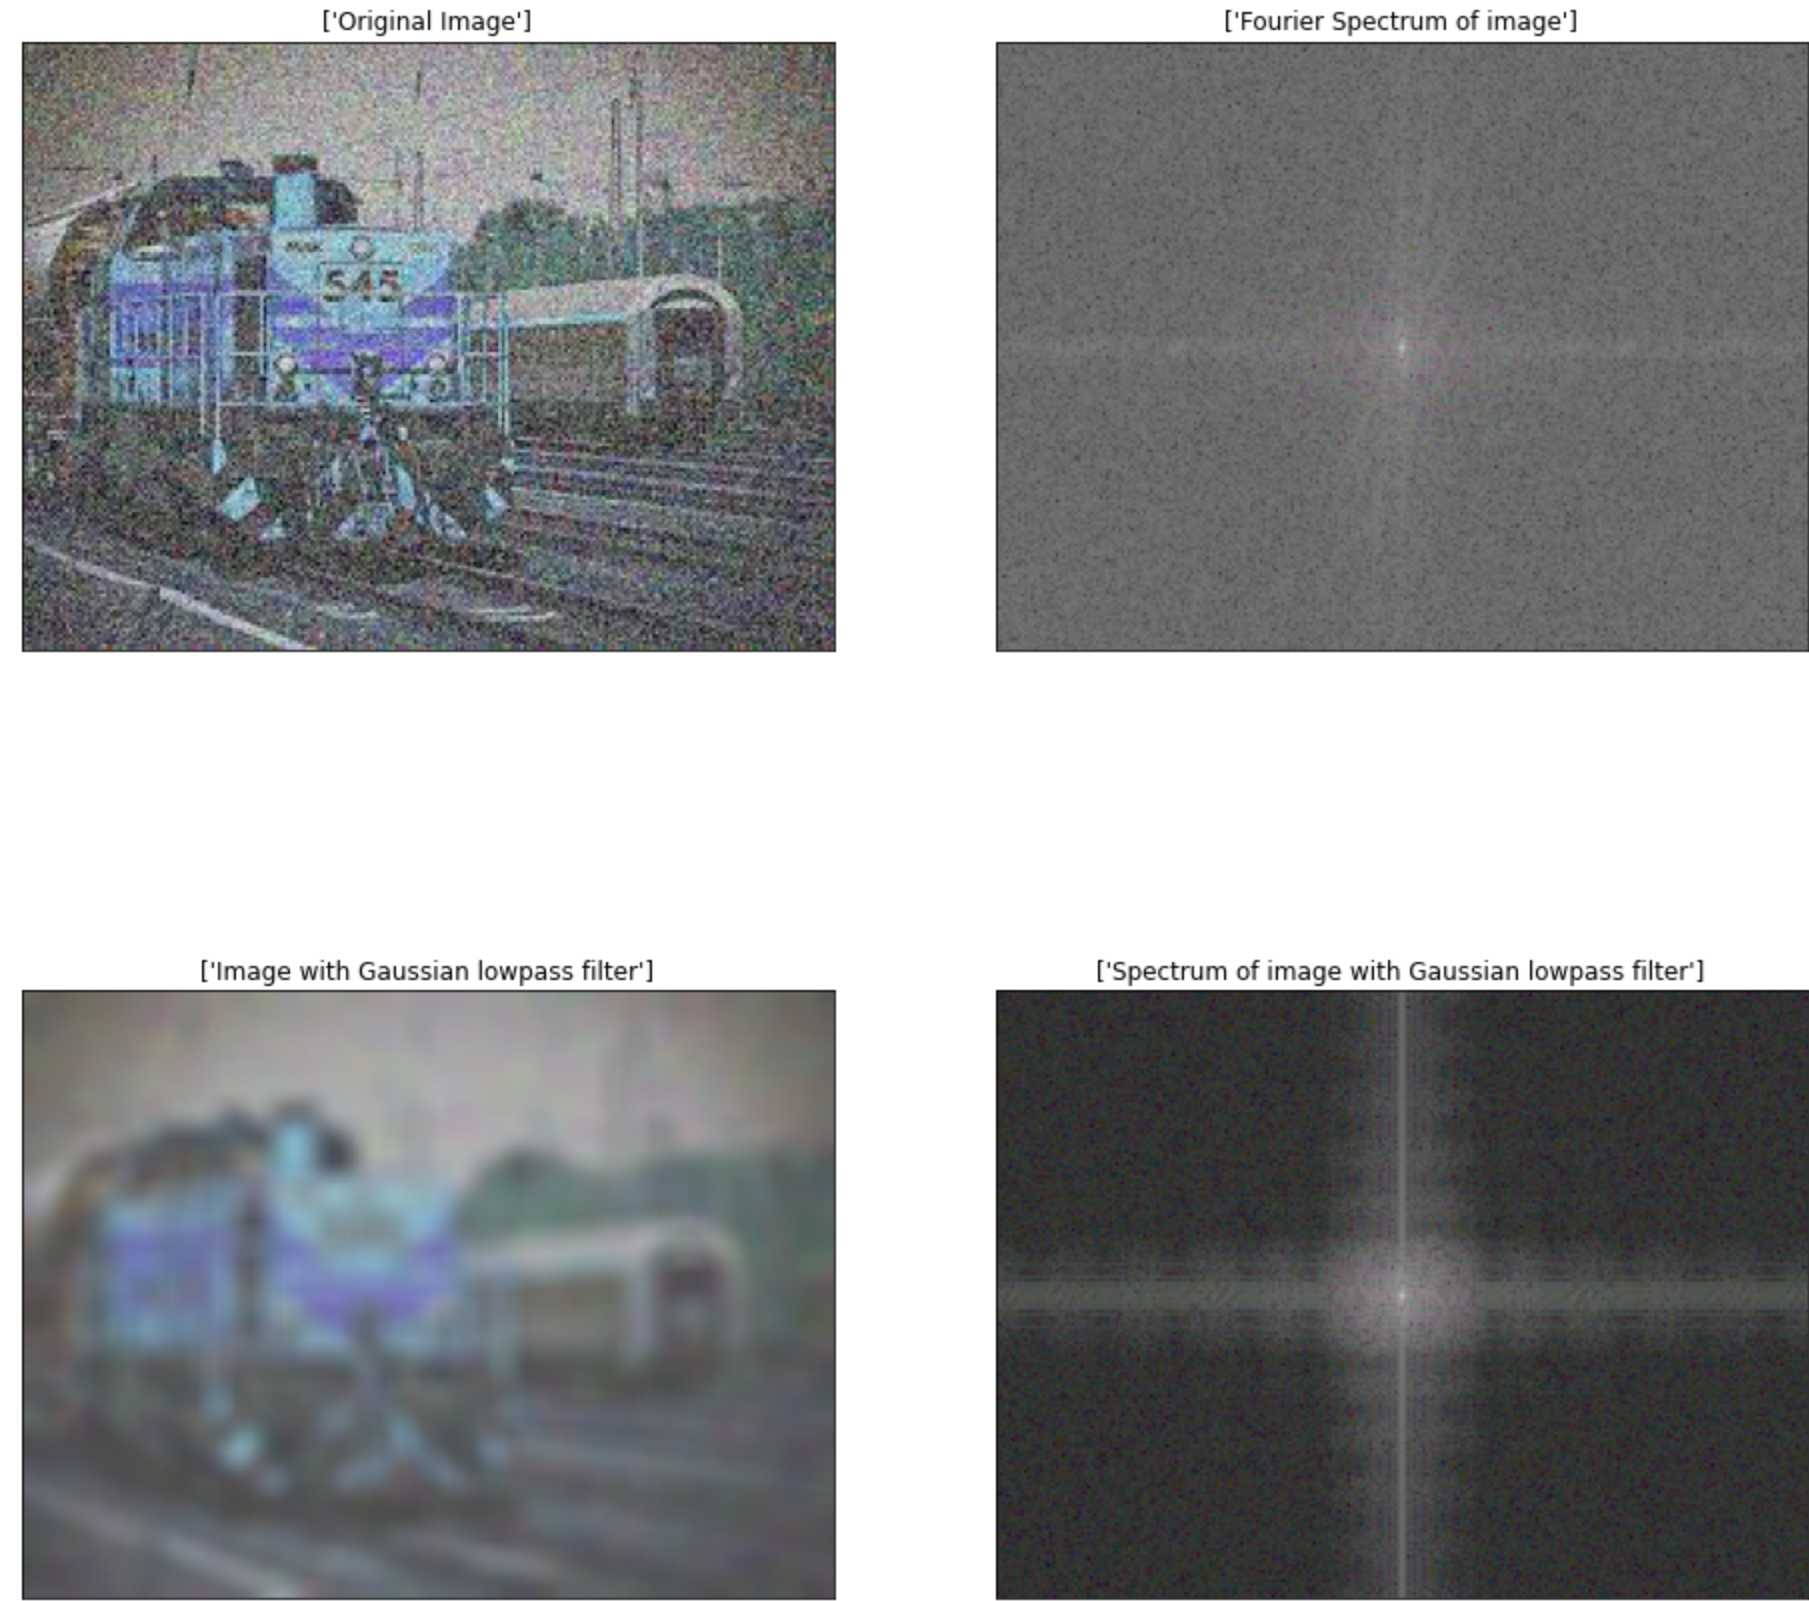 ['Original Image']
['Fourier Spectrum of image']
545
['Image with Gaussian lowpass filter']
['Spectrum of image with Gaussian lowpass filter']